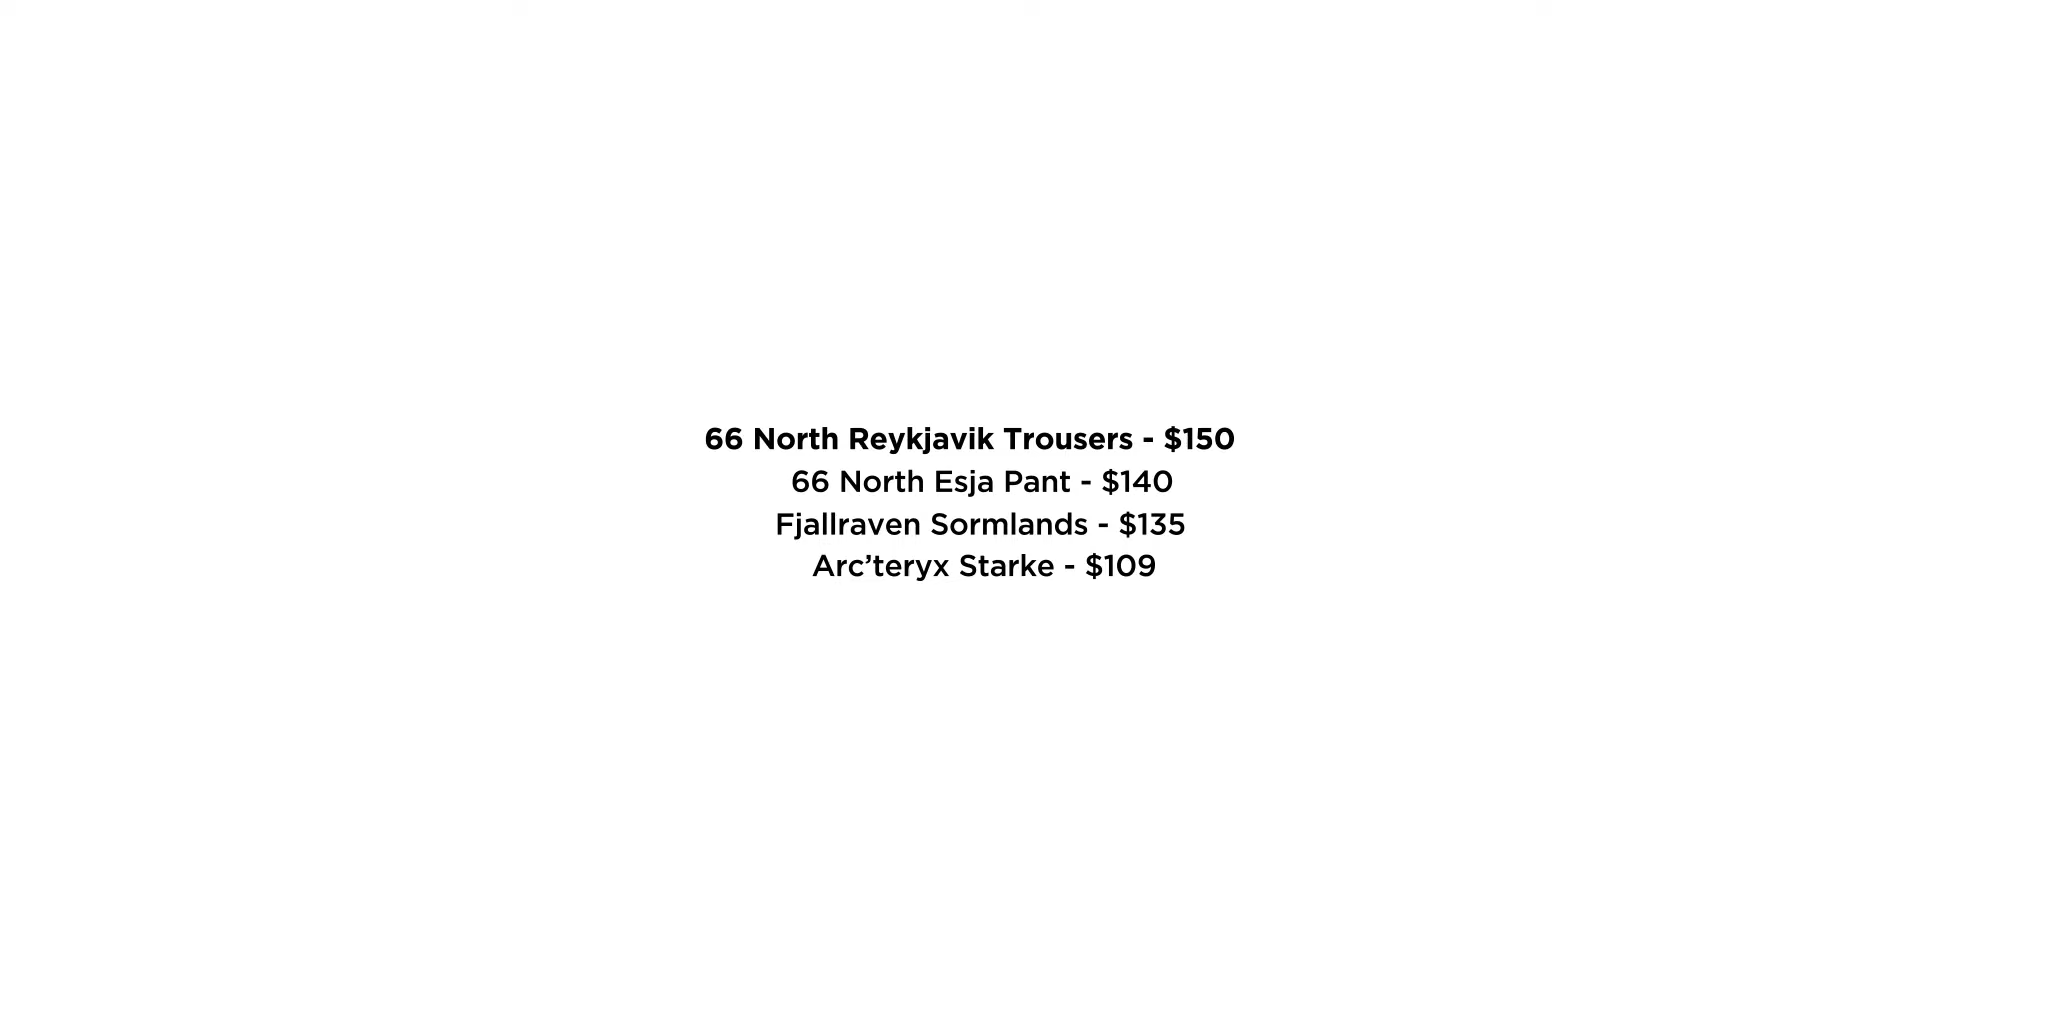 66 North Reykjavik Trousers - $150
66 North Esja Pant - $140
Fjallraven Sormlands - $135
Arc’teryx Starke - $109